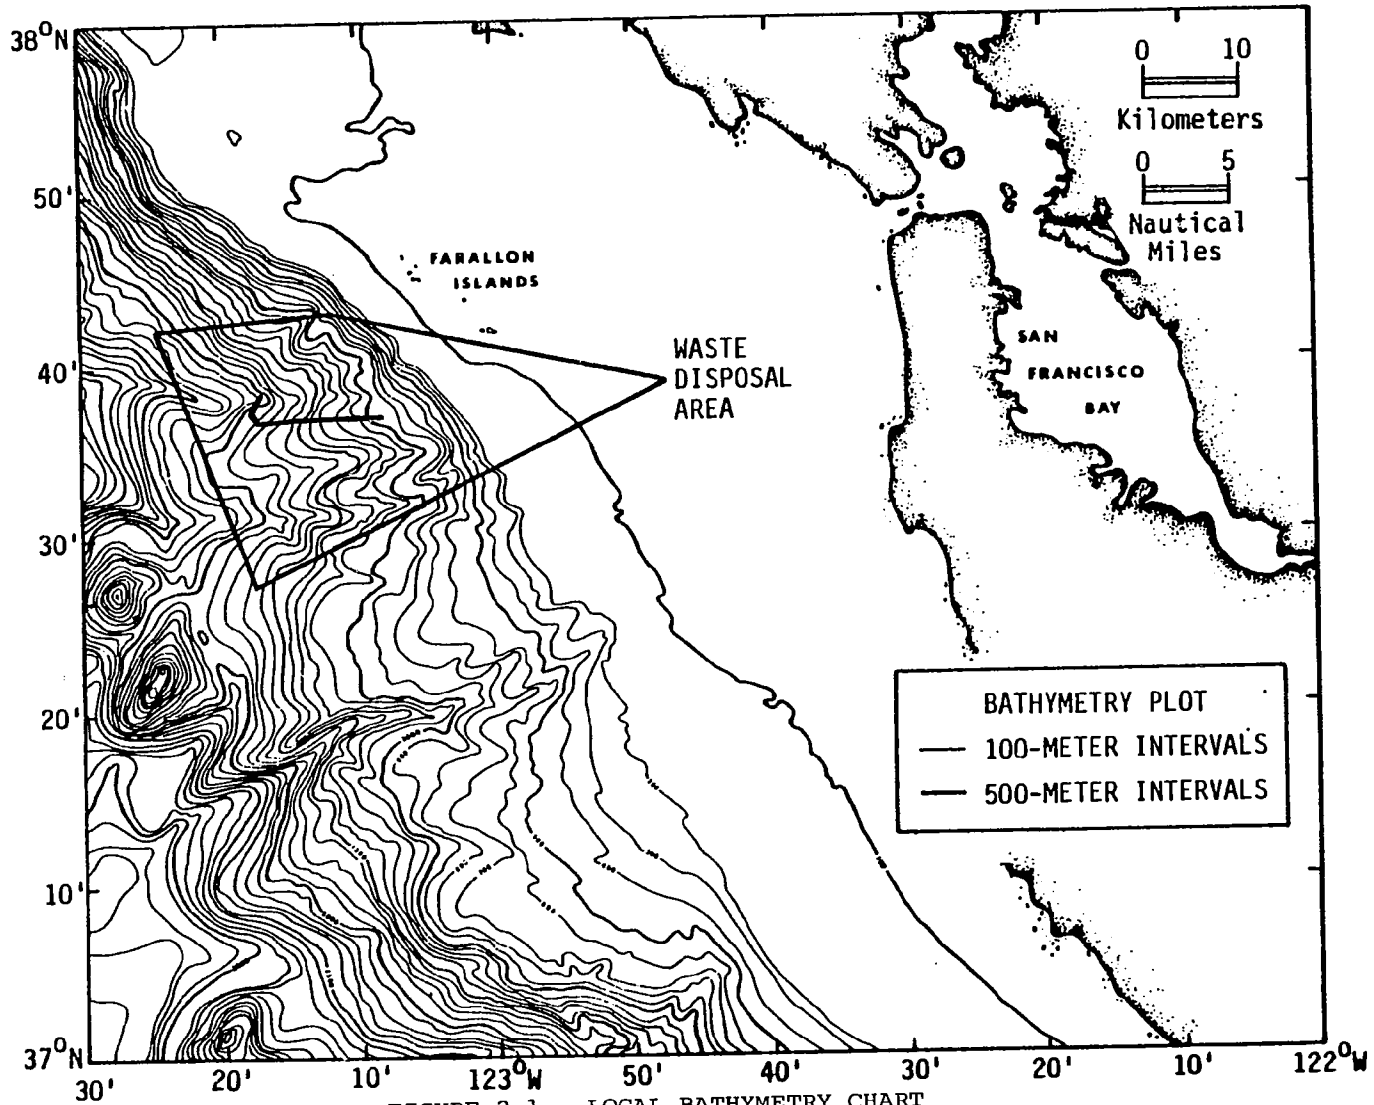 38°N
0 10
Kilometers
0 5
Nautical
Miles
50'
FARALLON
ISLANDS
WASTE
DISPOSAL
AREA
SAN
FRANCISCO
BAY
40'
30'
20'
10'
BATHYMETRY PLOT
100-METER INTERVALS
500-METER INTERVALS
37°N
30' 20' 10' 123°W 50' 40' 30' 20' 10' 122°W
LOCAL BATHYMETRY CHART